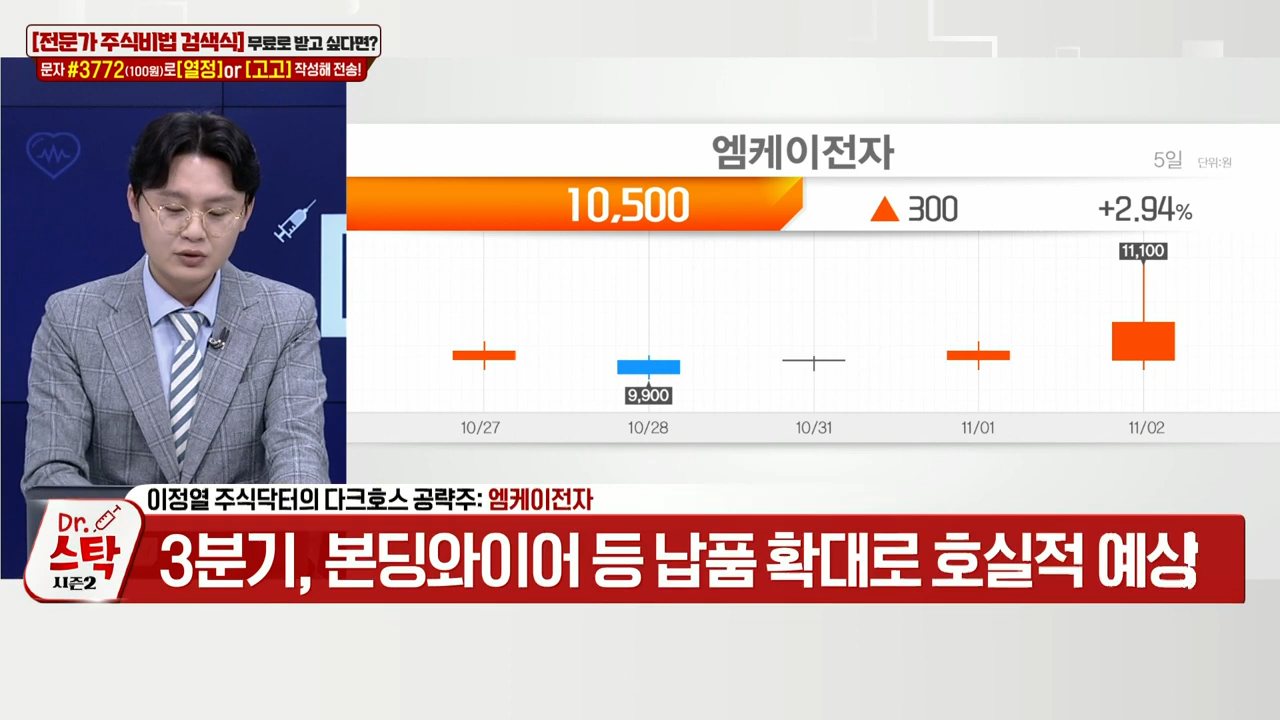 [전문가 주식비법 검색식] 무료로 받고 싶다면?
문자 #3772(100원)로[열정]or [고고] 작성해 전송!
엠케이전자
5일 단위:원
10,500 ▲ 300 +2.94%
11,100
9,900
10/27 10/28 10/31 11/01 11/02
이정열 주식닥터의 다크호스 공략주: 엠케이전자
Dr.
스탁
시즌2
3분기, 본딩와이어 등 납품 확대로 호실적 예상